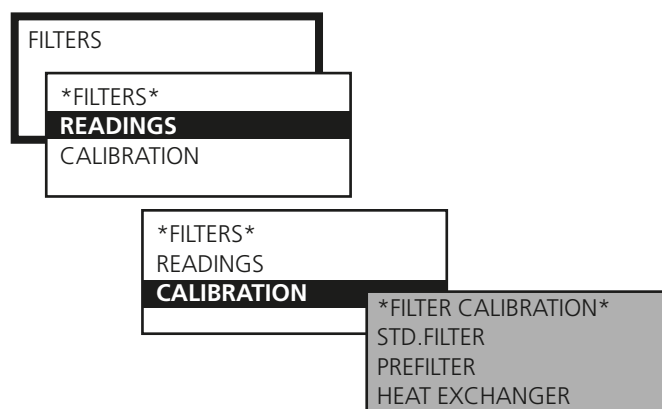 FILTERS
*FILTERS*
READINGS
CALIBRATION
*FILTERS*
READINGS
CALIBRATION
*FILTER CALIBRATION*
STD.FILTER
PREFILTER
HEAT EXCHANGER